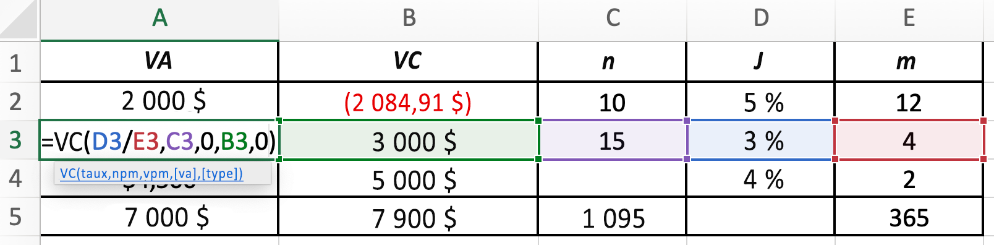 A B C D E
1 VA VC n J m
2 2 000 $ (2 084,91 $) 10 5 % 12
3 =VC(D3/E3,C3,0,B3,0) 3 000 $ 15 3 % 4
VC(taux,npm,vpm,[va],[type])
4 5 000 $ 4 % 2
5 7 000 $ 7 900 $ 1 095 365